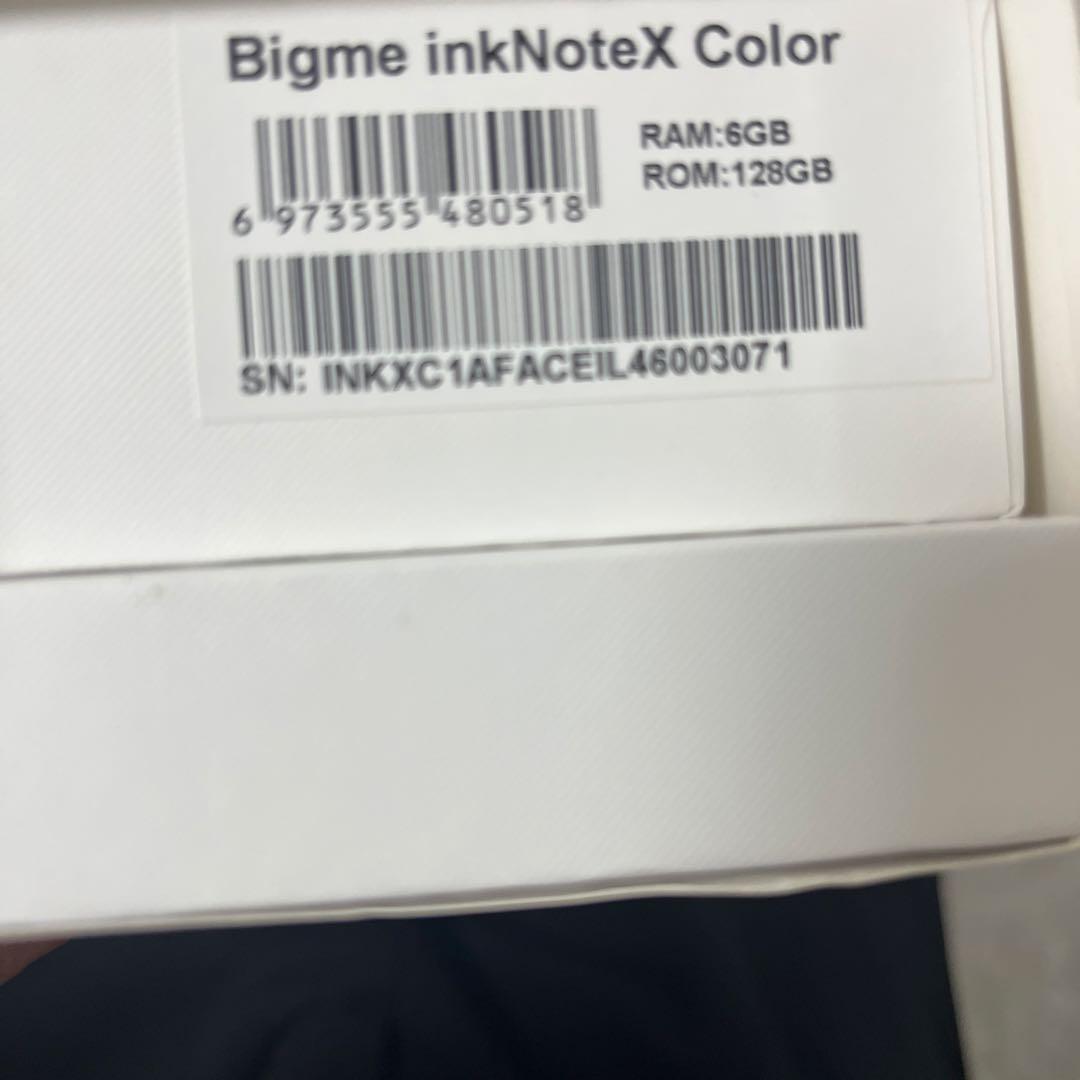 Bigme inkNoteX Color
RAM:6GB
ROM:128GB
6 973555 480518
SN: INKXC1AFACEIL46003071